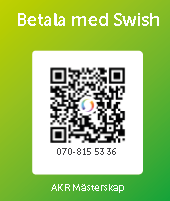 Betala med Swish
070-815 53 36
AKR Mästerskap